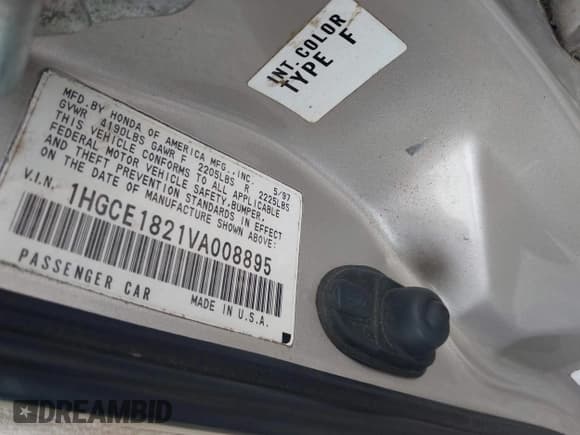 INT. COLOR
TYPE F
MFD. BY HONDA OF AMERICA MFG., INC. 5/97
GVWR 4190LBS GAWR F 2205LBS R 2225LBS
THIS VEHICLE CONFORMS TO ALL APPLICABLE
FEDERAL MOTOR VEHICLE SAFETY, BUMPER,
AND THEFT PREVENTION STANDARDS IN EFFECT
ON THE DATE OF MANUFACTURE SHOWN ABOVE:
V.I.N. 1HGCE1821VA008895
PASSENGER CAR MADE IN U.S.A.
DREAMBID